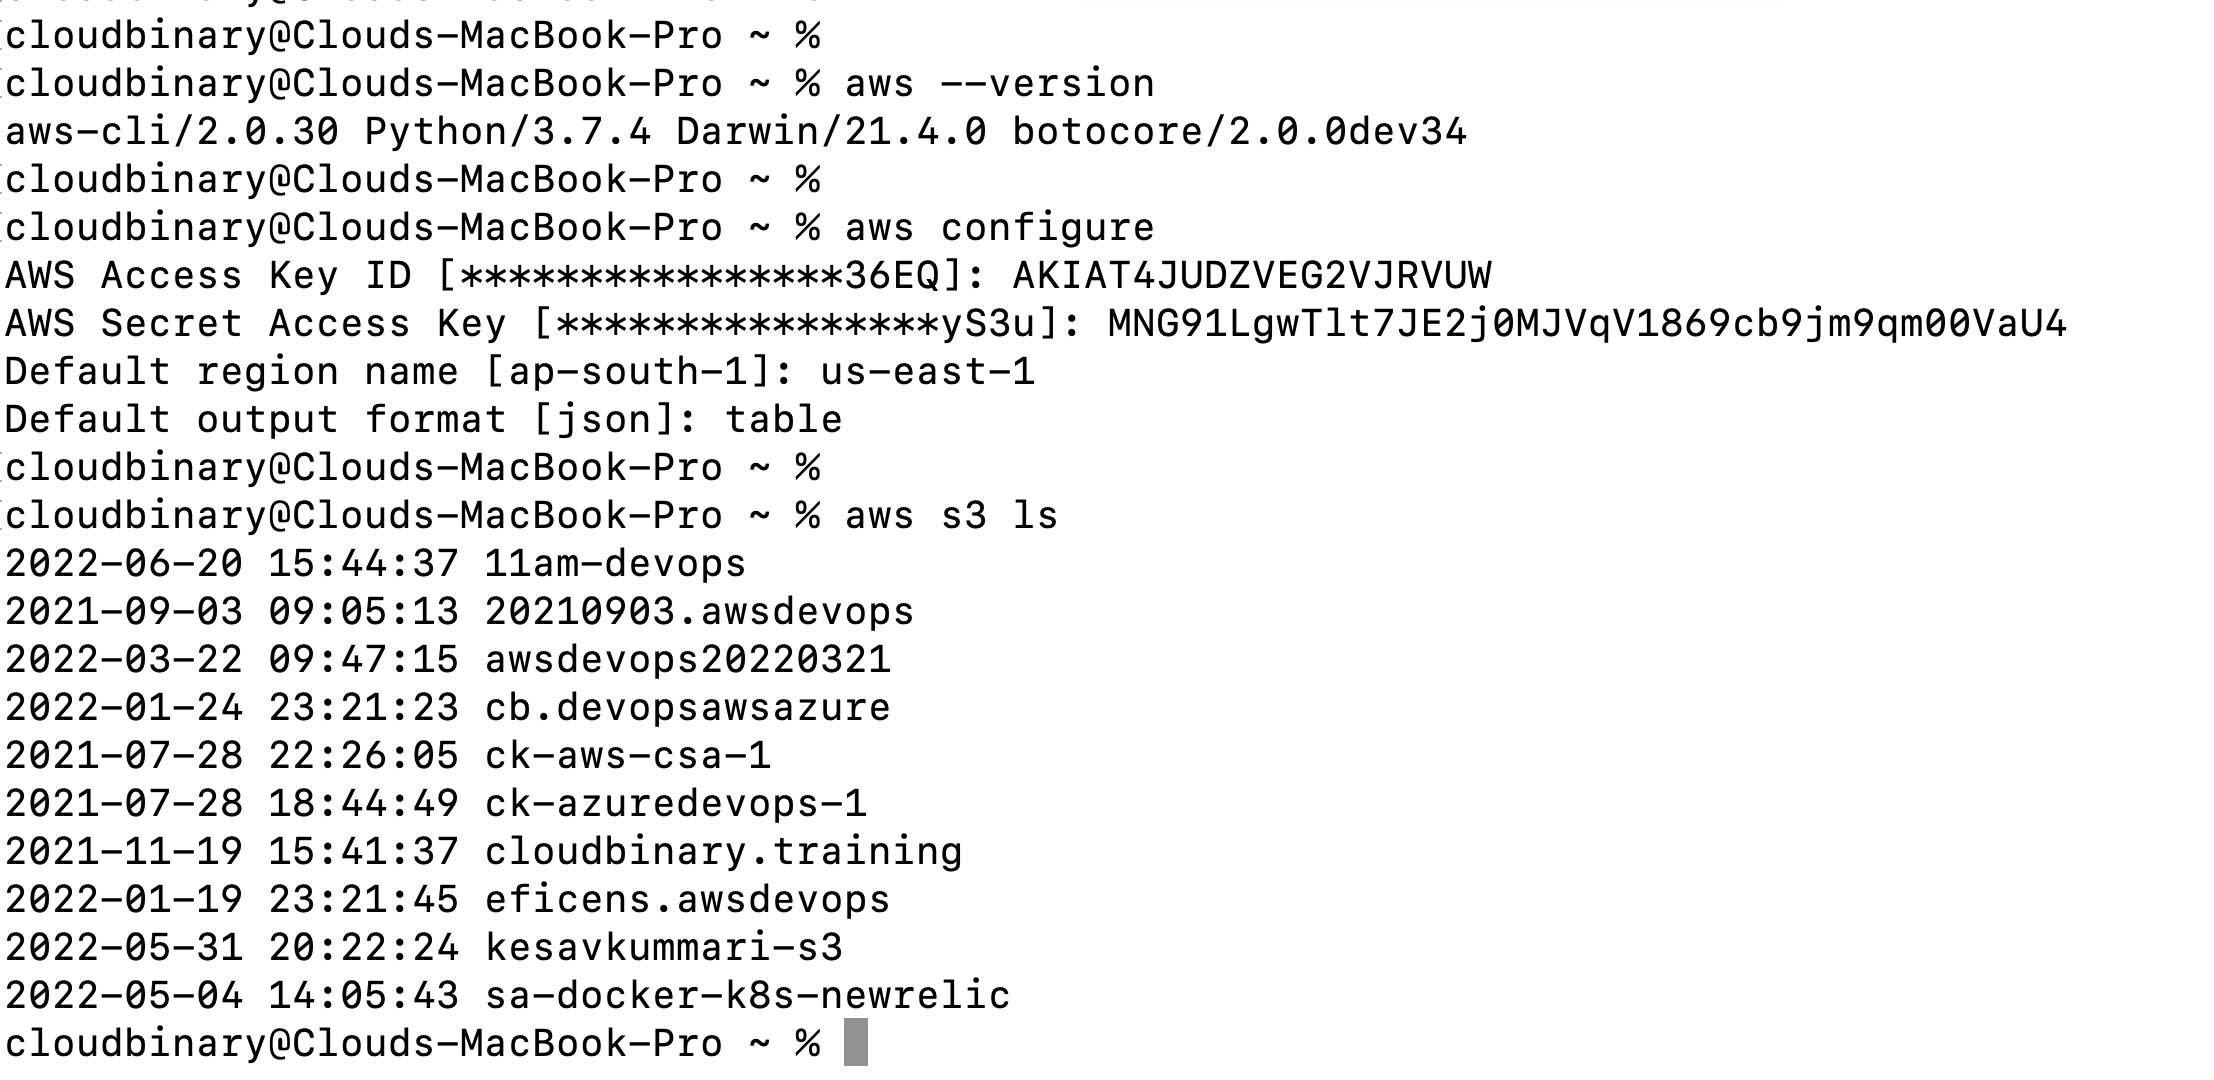 cloudbinary@Clouds-MacBook-Pro ~ %
cloudbinary@Clouds-MacBook-Pro ~ % aws --version
aws-cli/2.0.30 Python/3.7.4 Darwin/21.4.0 botocore/2.0.0dev34
cloudbinary@Clouds-MacBook-Pro ~ %
cloudbinary@Clouds-MacBook-Pro ~ % aws configure
AWS Access Key ID [****************36EQ]: AKIAT4JUDZVEG2VJRVUW
AWS Secret Access Key [****************yS3u]: 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
Default region name [ap-south-1]: us-east-1
Default output format [json]: table
cloudbinary@Clouds-MacBook-Pro ~ %
cloudbinary@Clouds-MacBook-Pro ~ % aws s3 ls
2022-06-20 15:44:37 11am-devops
2021-09-03 09:05:13 20210903.awsdevops
2022-03-22 09:47:15 awsdevops20220321
2022-01-24 23:21:23 cb.devopsawsazure
2021-07-28 22:26:05 ck-aws-csa-1
2021-07-28 18:44:49 ck-azuredevops-1
2021-11-19 15:41:37 cloudbinary.training
2022-01-19 23:21:45 eficens.awsdevops
2022-05-31 20:22:24 kesavkummari-s3
2022-05-04 14:05:43 sa-docker-k8s-newrelic
cloudbinary@Clouds-MacBook-Pro ~ %